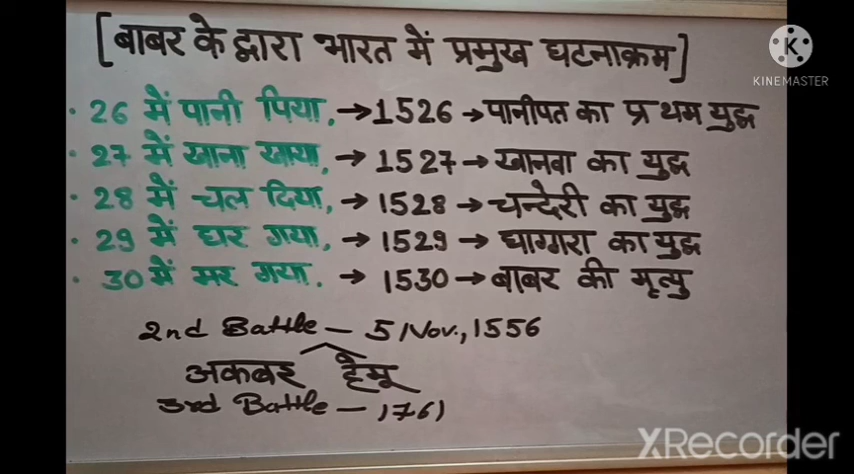 [बाबर के द्वारा भारत में प्रमुख घटनाक्रम]
KINEMASTER
• 26 में पानी पिया, → 1526 → पानीपत का प्रथम युद्ध
• 27 में खाना खाया, → 1527 → खानवा का युद्ध
• 28 में चल दिया, → 1528 → चन्देरी का युद्ध
• 29 में घर गया, → 1529 → घाग्गरा का युद्ध
• 30 में मर गया. → 1530 → बाबर की मृत्यु
2nd Battle – 5 Nov., 1556
अकबर हेमू
3rd Battle – 1761
XRecorder